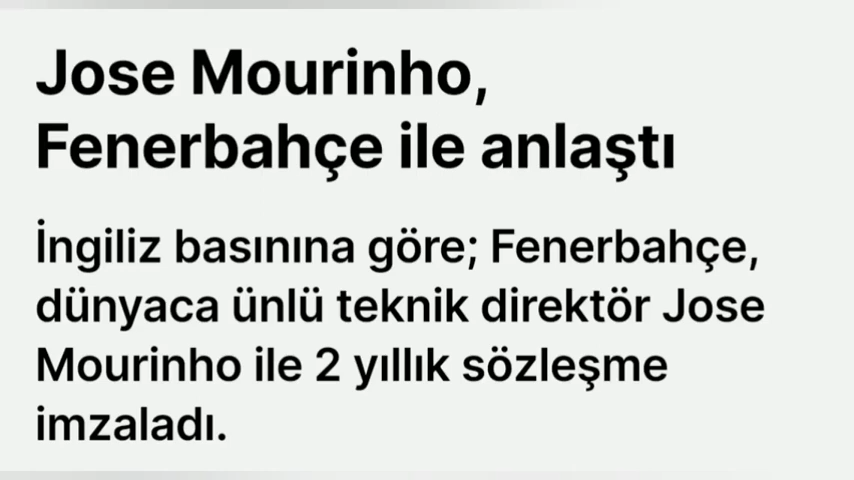 Jose Mourinho,
Fenerbahçe ile anlaştı
İngiliz basınına göre; Fenerbahçe,
dünyaca ünlü teknik direktör Jose
Mourinho ile 2 yıllık sözleşme
imzaladı.